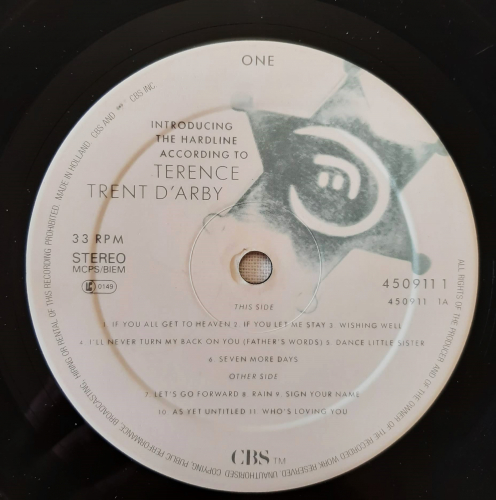 ONE
INTRODUCING
THE HARDLINE
ACCORDING TO
TERENCE
TRENT D'ARBY
33 RPM
STEREO
MCPS/BIEM
LC 0149
450911 1
450911 1A
THIS SIDE
1. IF YOU ALL GET TO HEAVEN 2. IF YOU LET ME STAY 3. WISHING WELL
4. I'LL NEVER TURN MY BACK ON YOU (FATHER'S WORDS) 5. DANCE LITTLE SISTER
6. SEVEN MORE DAYS
OTHER SIDE
7. LET'S GO FORWARD 8. RAIN 9. SIGN YOUR NAME
10. AS YET UNTITLED 11. WHO'S LOVING YOU
CBS TM
ALL RIGHTS OF THE PRODUCER AND OF THE OWNER OF THE RECORDED WORK RESERVED. UNAUTHORISED COPYING, PUBLIC PERFORMANCE, BROADCASTING, HIRING OR RENTAL OF THIS RECORDING PROHIBITED. MADE IN HOLLAND. CBS AND CBS INC